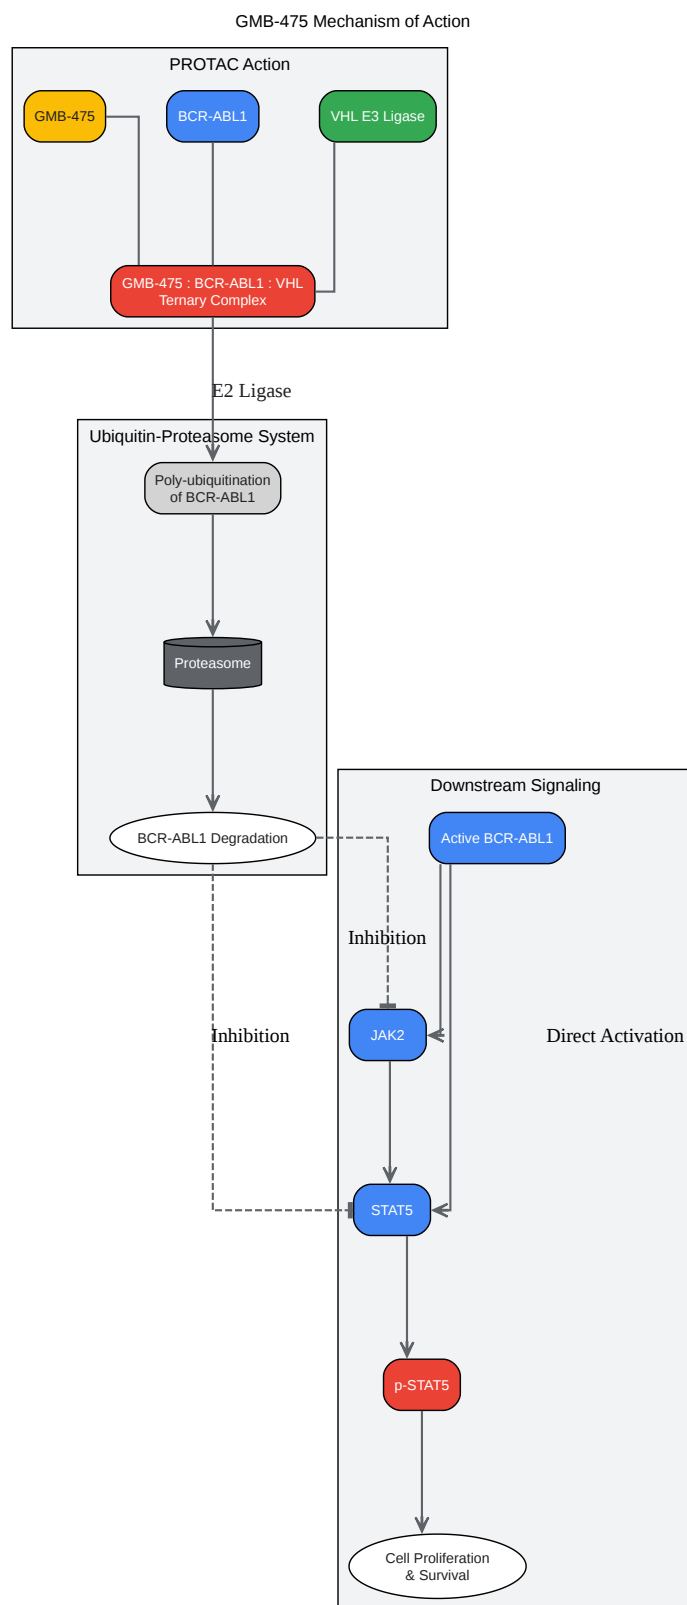 GMB-475 Mechanism of Action
PROTAC Action
GMB-475
BCR-ABL1
VHL E3 Ligase
GMB-475 : BCR-ABL1 : VHL
Ternary Complex
E2 Ligase
Ubiquitin-Proteasome System
Poly-ubiquitination
of BCR-ABL1
Proteasome
BCR-ABL1 Degradation
Downstream Signaling
Active BCR-ABL1
Inhibition
Inhibition
JAK2
Direct Activation
STAT5
p-STAT5
Cell Proliferation
& Survival